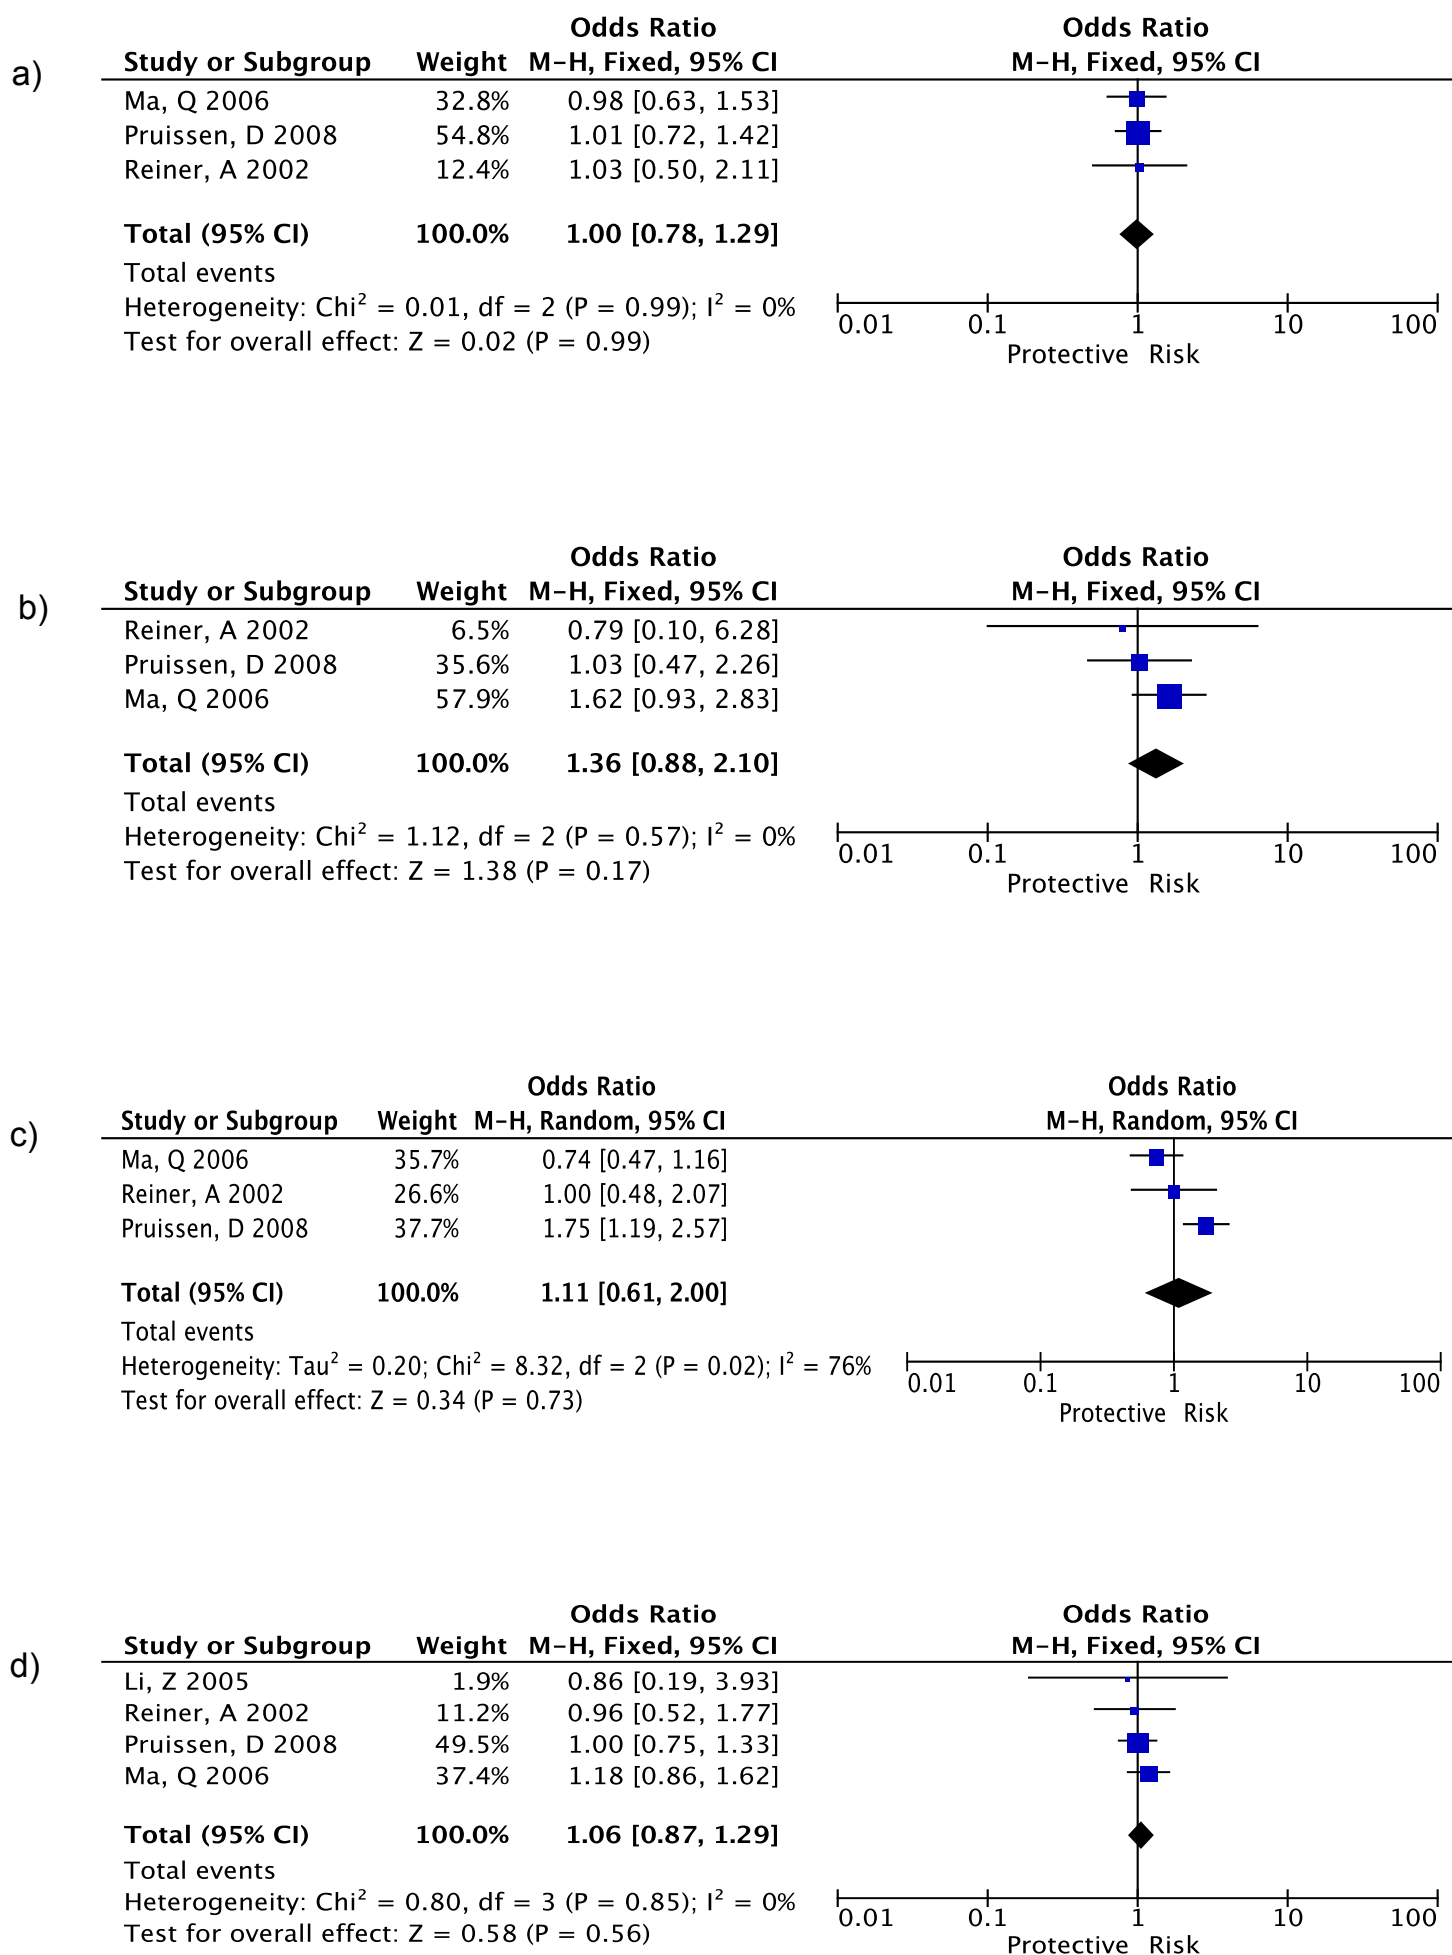 a)
Odds Ratio Odds Ratio
Study or Subgroup Weight M-H, Fixed, 95% CI M-H, Fixed, 95% CI
Ma, Q 2006 32.8% 0.98 [0.63, 1.53]
Pruissen, D 2008 54.8% 1.01 [0.72, 1.42]
Reiner, A 2002 12.4% 1.03 [0.50, 2.11]
Total (95% CI) 100.0% 1.00 [0.78, 1.29]
Total events
Heterogeneity: Chi² = 0.01, df = 2 (P = 0.99); I² = 0%
Test for overall effect: Z = 0.02 (P = 0.99)
0.01 0.1 1 10 100
Protective Risk
b)
Odds Ratio Odds Ratio
Study or Subgroup Weight M-H, Fixed, 95% CI M-H, Fixed, 95% CI
Reiner, A 2002 6.5% 0.79 [0.10, 6.28]
Pruissen, D 2008 35.6% 1.03 [0.47, 2.26]
Ma, Q 2006 57.9% 1.62 [0.93, 2.83]
Total (95% CI) 100.0% 1.36 [0.88, 2.10]
Total events
Heterogeneity: Chi² = 1.12, df = 2 (P = 0.57); I² = 0%
Test for overall effect: Z = 1.38 (P = 0.17)
0.01 0.1 1 10 100
Protective Risk
c)
Odds Ratio Odds Ratio
Study or Subgroup Weight M-H, Random, 95% CI M-H, Random, 95% CI
Ma, Q 2006 35.7% 0.74 [0.47, 1.16]
Reiner, A 2002 26.6% 1.00 [0.48, 2.07]
Pruissen, D 2008 37.7% 1.75 [1.19, 2.57]
Total (95% CI) 100.0% 1.11 [0.61, 2.00]
Total events
Heterogeneity: Tau² = 0.20; Chi² = 8.32, df = 2 (P = 0.02); I² = 76%
Test for overall effect: Z = 0.34 (P = 0.73)
0.01 0.1 1 10 100
Protective Risk
d)
Odds Ratio Odds Ratio
Study or Subgroup Weight M-H, Fixed, 95% CI M-H, Fixed, 95% CI
Li, Z 2005 1.9% 0.86 [0.19, 3.93]
Reiner, A 2002 11.2% 0.96 [0.52, 1.77]
Pruissen, D 2008 49.5% 1.00 [0.75, 1.33]
Ma, Q 2006 37.4% 1.18 [0.86, 1.62]
Total (95% CI) 100.0% 1.06 [0.87, 1.29]
Total events
Heterogeneity: Chi² = 0.80, df = 3 (P = 0.85); I² = 0%
Test for overall effect: Z = 0.58 (P = 0.56)
0.01 0.1 1 10 100
Protective Risk